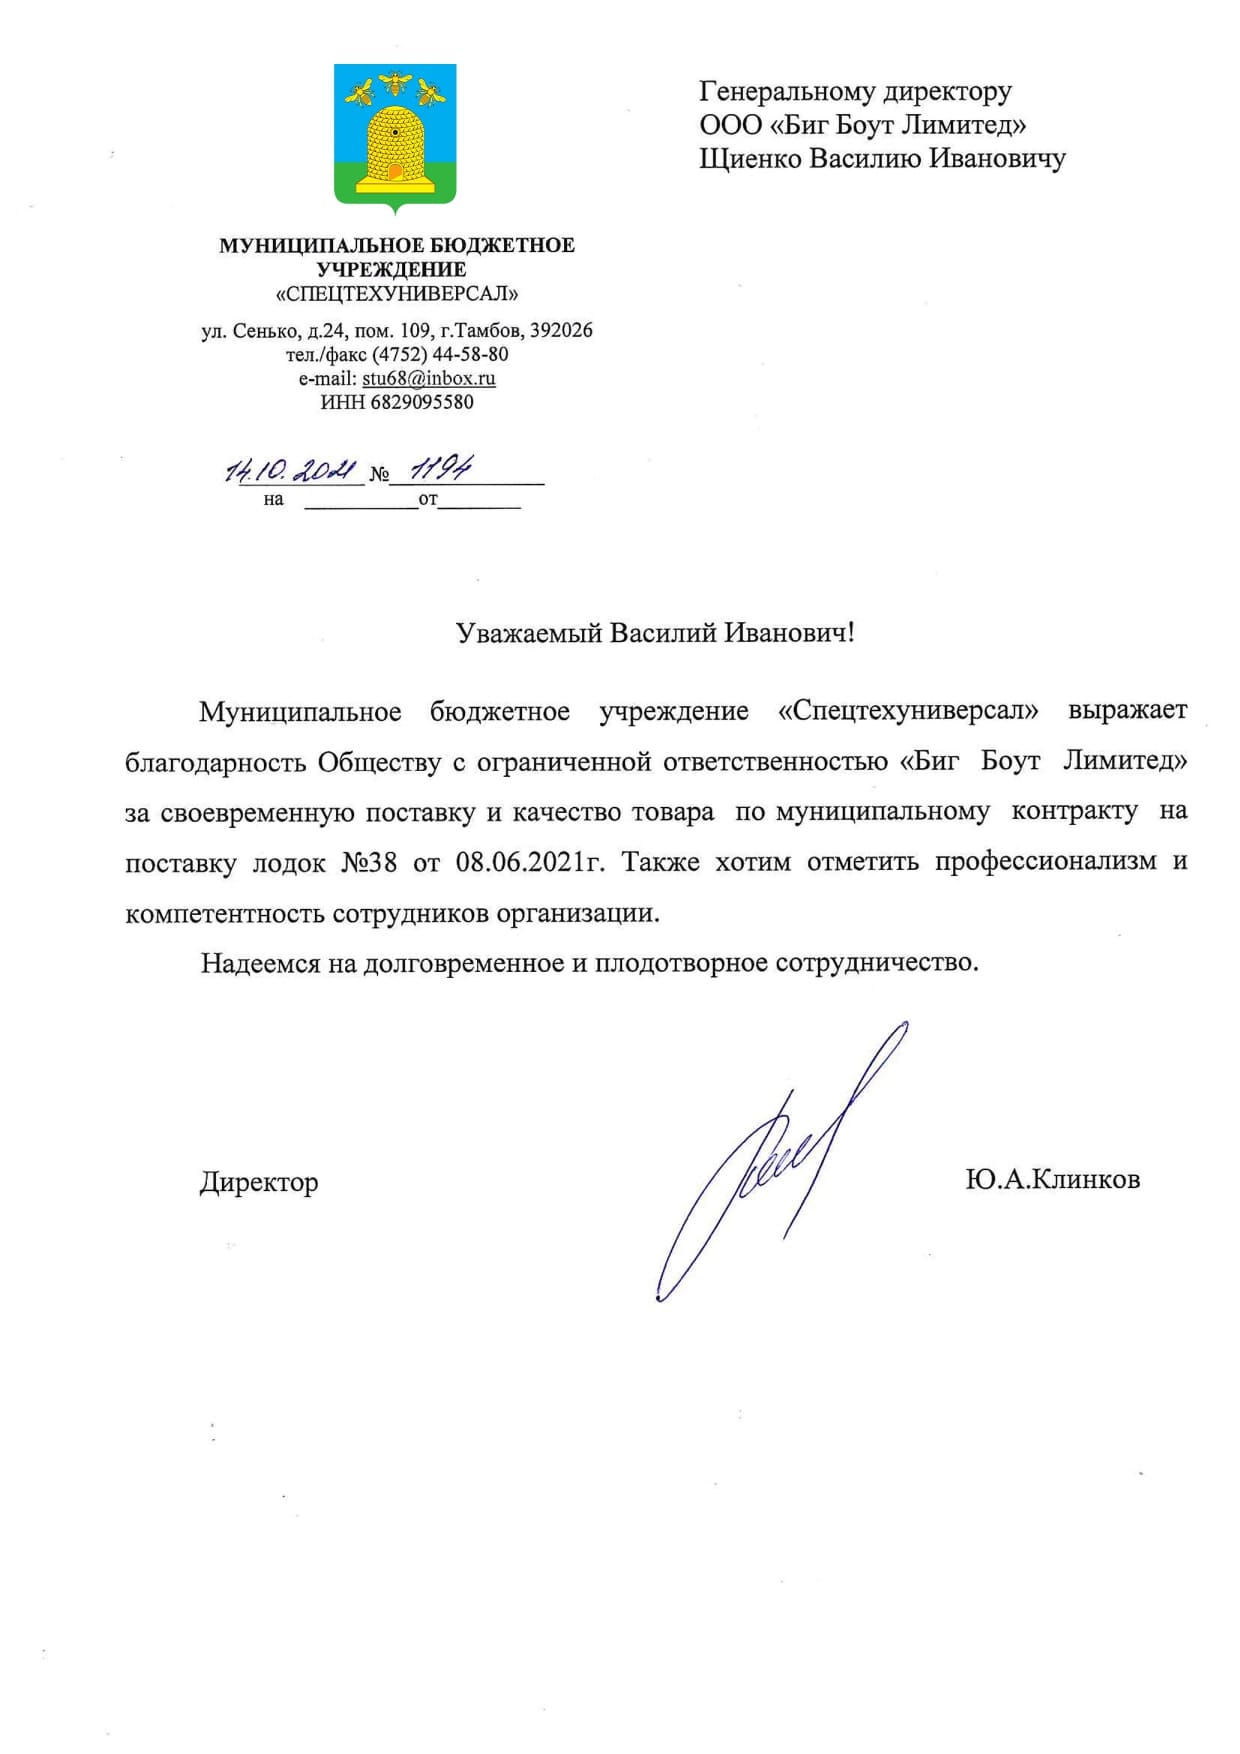 Генеральному директору
ООО «Биг Боут Лимитед»
Щиенко Василию Ивановичу
МУНИЦИПАЛЬНОЕ БЮДЖЕТНОЕ
УЧРЕЖДЕНИЕ
«СПЕЦТЕХУНИВЕРСАЛ»
ул. Сенько, д.24, пом. 109, г.Тамбов, 392026
тел./факс (4752) 44-58-80
e-mail: stu68@inbox.ru
ИНН 6829095580
14.10.2021 № 1194
на ___________от________
Уважаемый Василий Иванович!
Муниципальное бюджетное учреждение «Спецтехуниверсал» выражает
благодарность Обществу с ограниченной ответственностью «Биг Боут Лимитед»
за своевременную поставку и качество товара по муниципальному контракту на
поставку лодок №38 от 08.06.2021г. Также хотим отметить профессионализм и
компетентность сотрудников организации.
Надеемся на долговременное и плодотворное сотрудничество.
Директор
Ю.А.Клинков